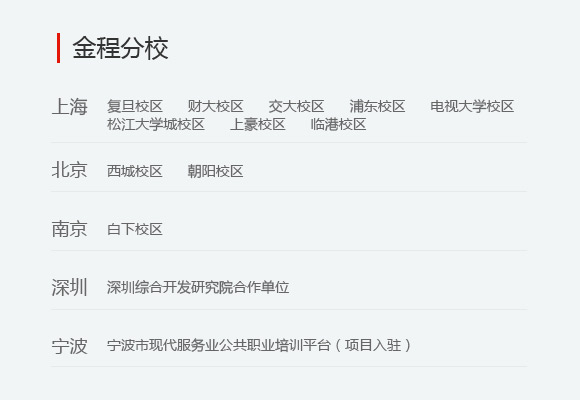 金程分校
上海 复旦校区 财大校区 交大校区 浦东校区 电视大学校区
松江大学城校区 上豪校区 临港校区
北京 西城校区 朝阳校区
南京 白下校区
深圳 深圳综合开发研究院合作单位
宁波 宁波市现代服务业公共职业培训平台（项目入驻）